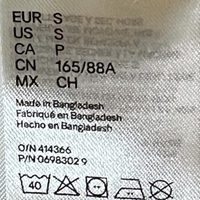 EUR S
US S
CA P
CN 165/88A
MX CH
Made in Bangladesh
Fabriqué en Bangladesh
Hecho en Bangladesh
O/N 414366
P/N 0698302 9
40